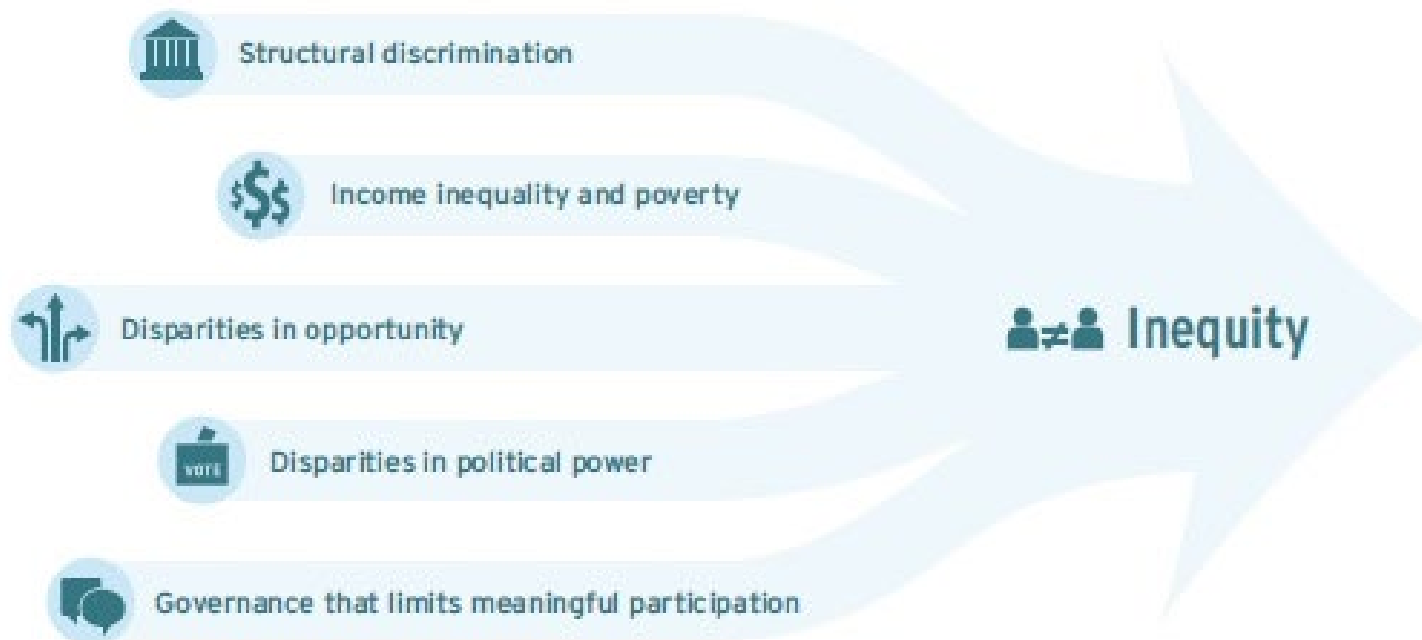 Structural discrimination
Income inequality and poverty
Disparities in opportunity
Inequity
VOTE
Disparities in political power
Governance that limits meaningful participation